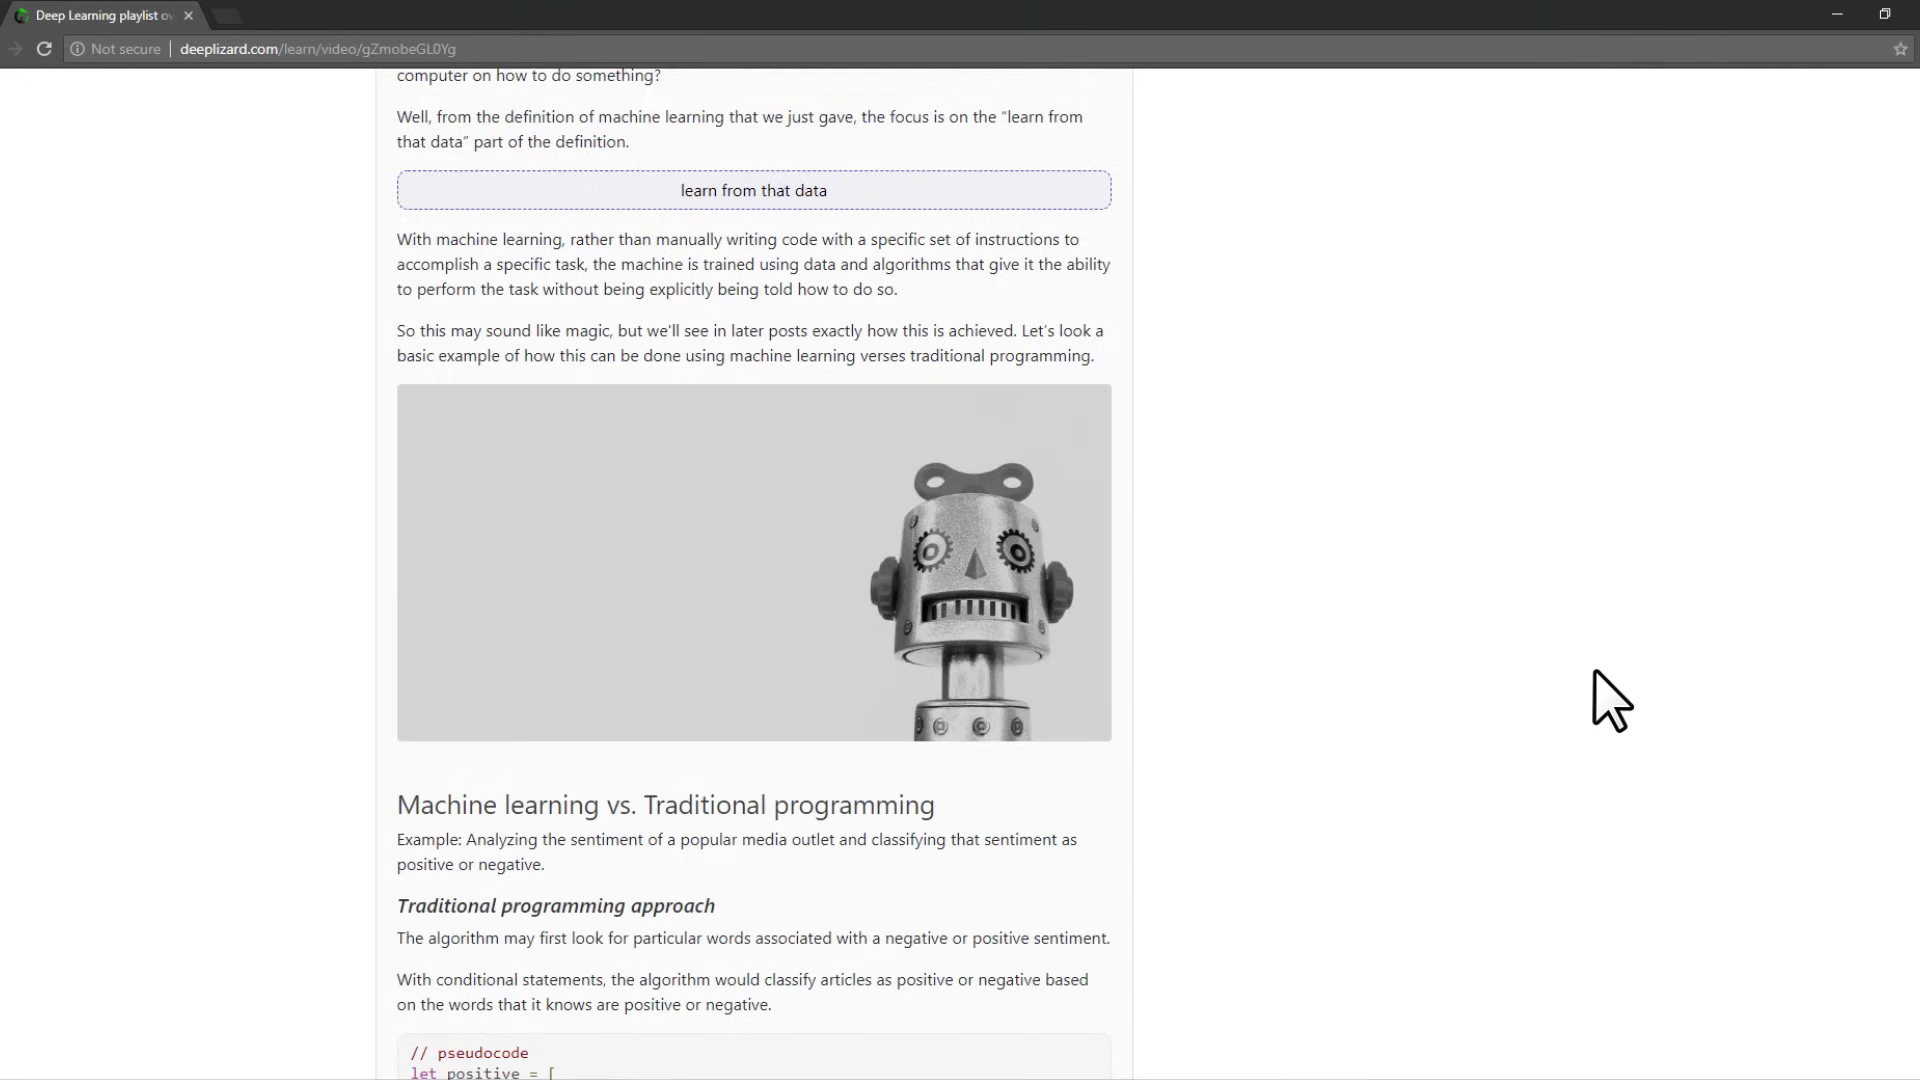 Deep Learning playlist ov
Not secure deeplizard.com/learn/video/gZmobeGL0Yg
computer on how to do something?
Well, from the definition of machine learning that we just gave, the focus is on the “learn from
that data” part of the definition.
learn from that data
With machine learning, rather than manually writing code with a specific set of instructions to
accomplish a specific task, the machine is trained using data and algorithms that give it the ability
to perform the task without being explicitly being told how to do so.
So this may sound like magic, but we'll see in later posts exactly how this is achieved. Let’s look a
basic example of how this can be done using machine learning verses traditional programming.
Machine learning vs. Traditional programming
Example: Analyzing the sentiment of a popular media outlet and classifying that sentiment as
positive or negative.
Traditional programming approach
The algorithm may first look for particular words associated with a negative or positive sentiment.
With conditional statements, the algorithm would classify articles as positive or negative based
on the words that it knows are positive or negative.
// pseudocode
let positive = [